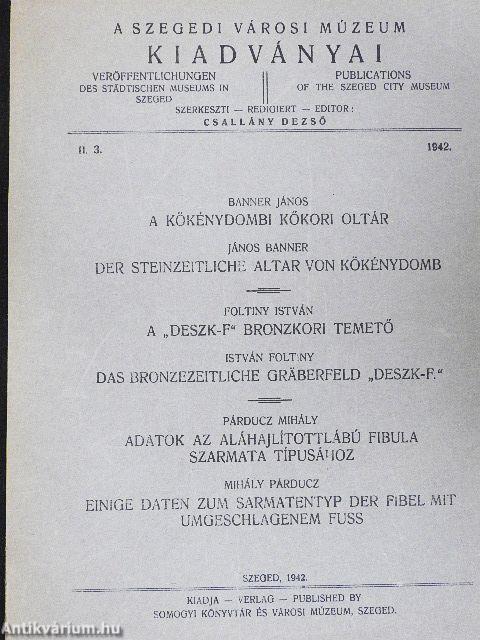 A SZEGEDI VÁROSI MÚZEUM
KIADVÁNYAI
VERÖFFENTLICHUNGEN
DES STÄDTISCHEN MUSEUMS IN
SZEGED
PUBLICATIONS
OF THE SZEGED CITY MUSEUM
SZERKESZTI — REDIGIERT — EDITOR:
CSALLÁNY DEZSŐ
II. 3.
1942.
BANNER JÁNOS
A KÖKÉNYDOMBI KŐKORI OLTÁR
JÁNOS BANNER
DER STEINZEITLICHE ALTAR VON KÖKÉNYDOMB
FOLTINY ISTVÁN
A „DESZK-F" BRONZKORI TEMETŐ
ISTVÁN FOLTINY
DAS BRONZEZEITLICHE GRÄBERFELD „DESZK-F."
PÁRDUCZ MIHÁLY
ADATOK AZ ALÁHAJLÍTOTTLÁBÚ FIBULA
SZARMATA TÍPUSÁHOZ
MIHÁLY PÁRDUCZ
EINIGE DATEN ZUM SARMATENTYP DER FIBEL MIT
UMGESCHLAGENEM FUSS
SZEGED, 1942.
KIADJA — VERLAG — PUBLISHED BY
SOMOGYI KÖNYVTÁR ÉS VÁROSI MÚZEUM, SZEGED.
Antikvárium.hu